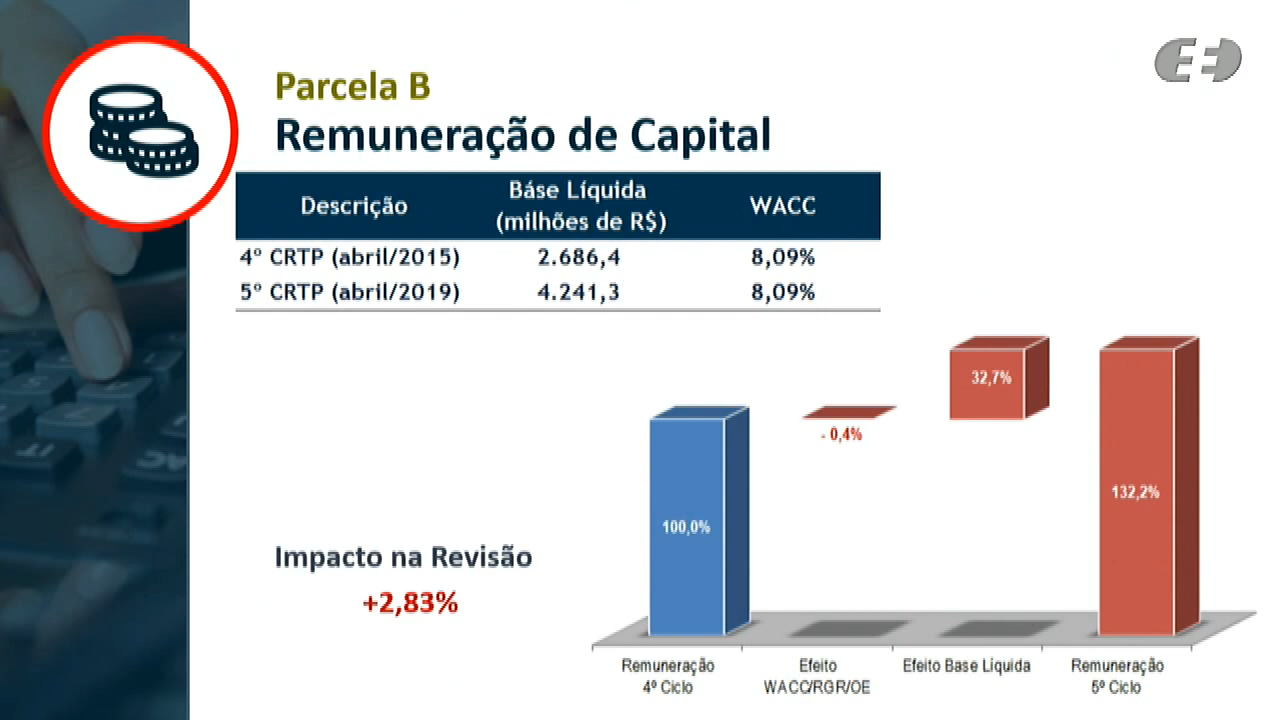 Parcela B
Remuneração de Capital
Descrição
Báse Líquida
(milhões de R$)
WACC
4º CRTP (abril/2015) 2.686,4 8,09%
5º CRTP (abril/2019) 4.241,3 8,09%
32,7%
- 0,4%
132,2%
100,0%
Impacto na Revisão
+2,83%
Remuneração
4º Ciclo
Efeito
WACC/RGR/OE
Efeito Base Líquida
Remuneração
5º Ciclo